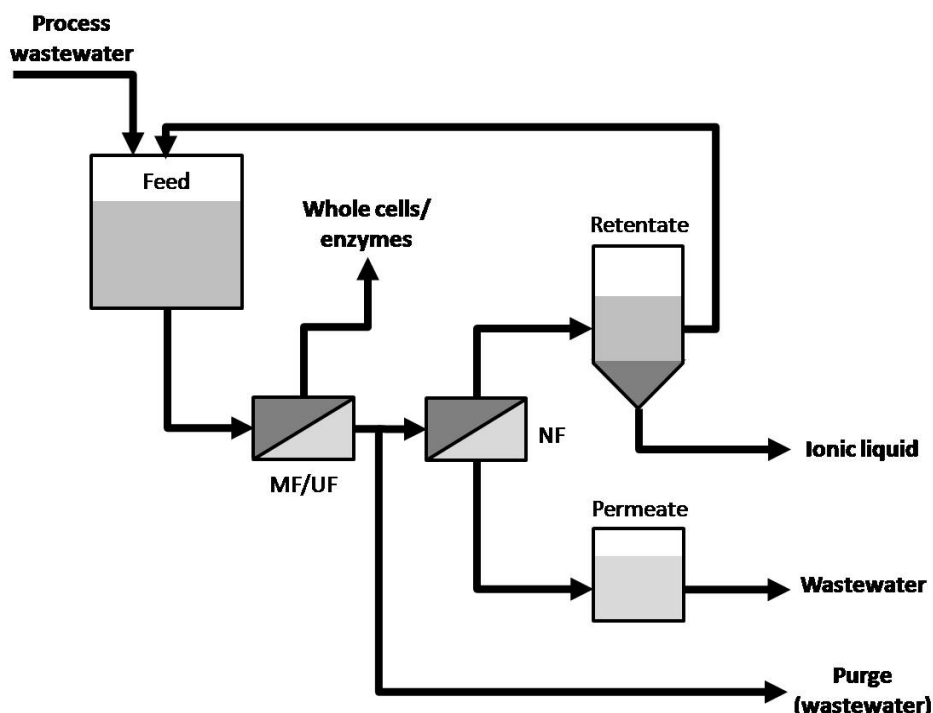 Process
wastewater
Feed
Whole cells/
enzymes
Retentate
MF/UF
NF
Ionic liquid
Permeate
Wastewater
Purge
(wastewater)